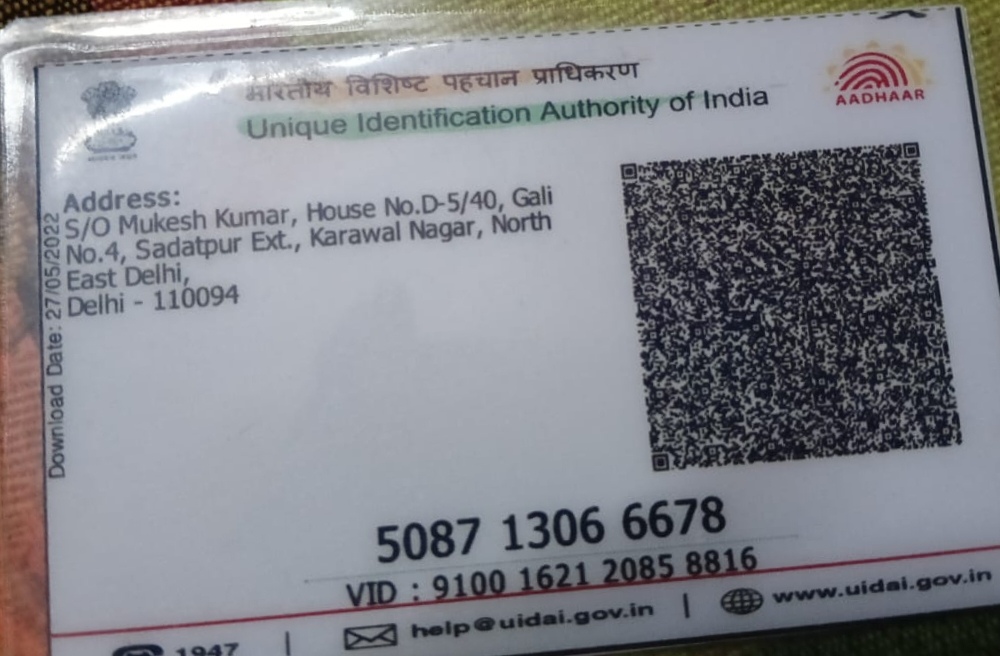 भारतीय विशिष्ट पहचान प्राधिकरण
Unique Identification Authority of India
AADHAAR
Address:
S/O Mukesh Kumar, House No.D-5/40, Gali
No.4, Sadatpur Ext., Karawal Nagar, North
East Delhi,
Delhi - 110094
Download Date: 27/05/2022
5087 1306 6678
VID : 9100 1621 2085 8816
1947 | help@uidai.gov.in | www.uidai.gov.in